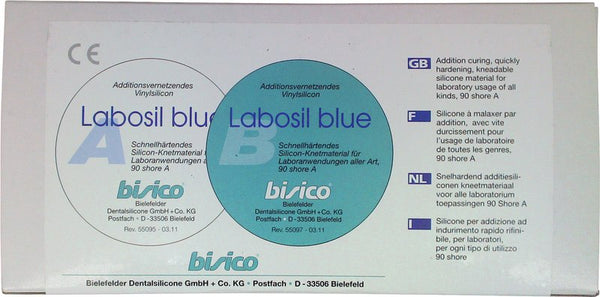 CE
Additionsvernetzendes
Vinylsilicon
Labosil blue
A
Schnellhärtendes
Silicon-Knetmaterial für
Laboranwendungen a
90 shore A
bisico
Bielefelder
Dentalsilicone GmbH + Co. KG
Postfach • D - 33506 Bielefeld
Rev. 55095 - 03.11
Additionsvernetzendes
Vinylsilicon
Labosil blue
B
Schnellhärtendes
Silicon-Knetmaterial für
Laboranwendungen aller Art,
90 shore A
bisico
Bielefelder
Dentalsilicone GmbH + Co. KG
Postfach • D - 33506 Bielefeld
Rev. 55097 - 03.11
GB Addition curing, quickly
hardening, kneadable
silicone material for
laboratory usage of all
kinds, 90 shore A
F Silicone à malaxer par
addition, avec vite
durcissement pour
l'usage de laboratoire
de toutes les genres,
90 shore A
NL Snelhardend additiesili-
conen kneetmateriaal
voor alle laboratorium
toepassingen 90 Shore A
I Silicone per addizione ad
indurimento rapido rifini-
bile, per laboratori,
per ogni tipo di utilizzo
90 shore
bisico
Bielefelder Dentalsilicone GmbH + Co. KG • Postfach • D - 33506 Bielefeld